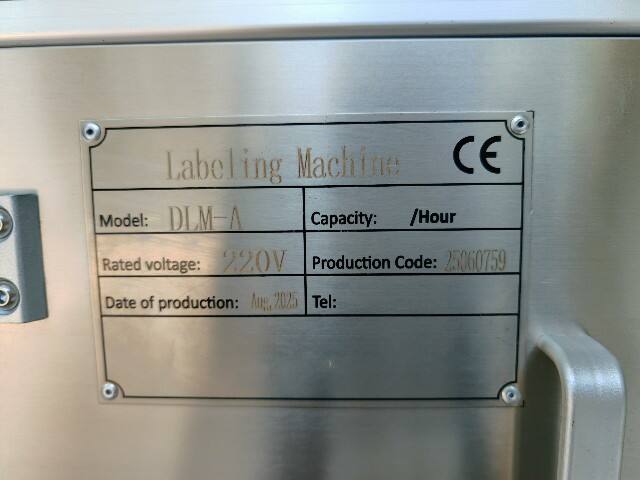 Labeling Machine CE
Model: DLM-A Capacity: /Hour
Rated voltage: 220V Production Code: 25060759
Date of production: Aug,2025 Tel: